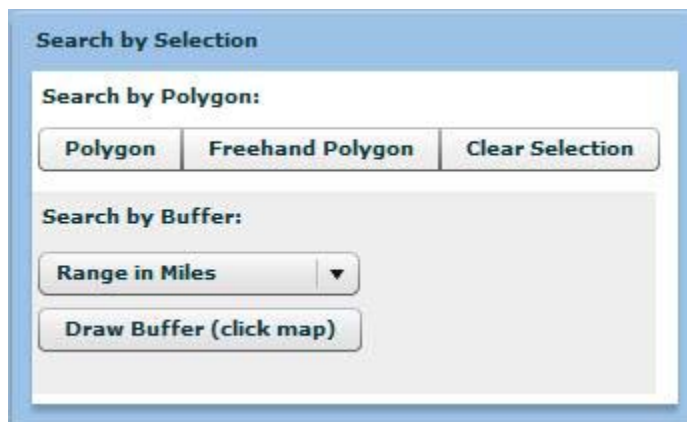 Search by Selection
Search by Polygon:
Polygon Freehand Polygon Clear Selection
Search by Buffer:
Range in Miles
Draw Buffer (click map)